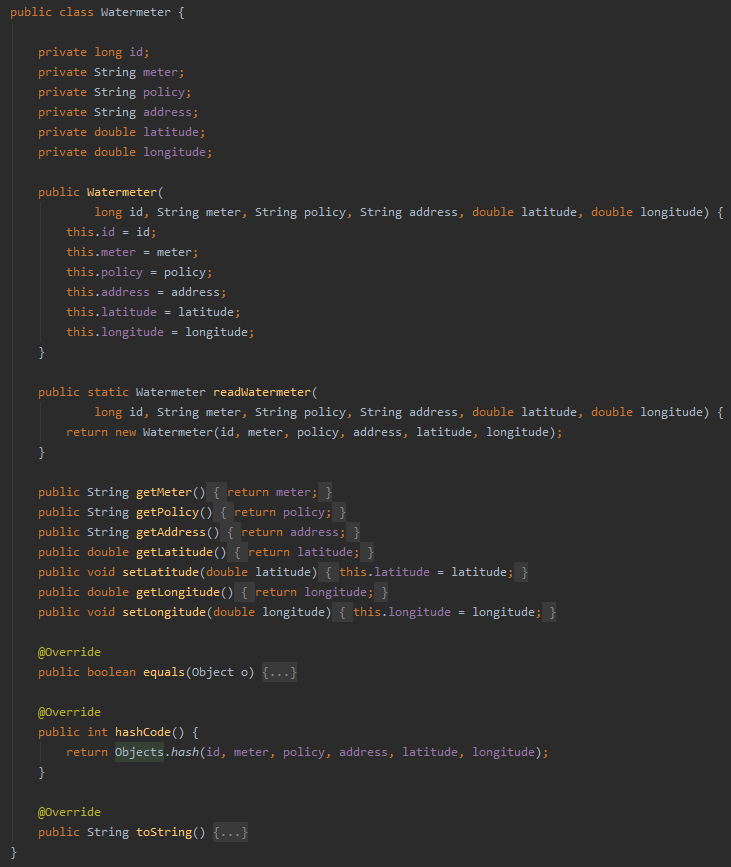 public class Watermeter {
private long id;
private String meter;
private String policy;
private String address;
private double latitude;
private double longitude;
public Watermeter(
long id, String meter, String policy, String address, double latitude, double longitude) {
this.id = id;
this.meter = meter;
this.policy = policy;
this.address = address;
this.latitude = latitude;
this.longitude = longitude;
}
public static Watermeter readWatermeter(
long id, String meter, String policy, String address, double latitude, double longitude) {
return new Watermeter(id, meter, policy, address, latitude, longitude);
}
public String getMeter() { return meter; }
public String getPolicy() { return policy; }
public String getAddress() { return address; }
public double getLatitude() { return latitude; }
public void setLatitude(double latitude) { this.latitude = latitude; }
public double getLongitude() { return longitude; }
public void setLongitude(double longitude) { this.longitude = longitude; }
@Override
public boolean equals(Object o) {...}
@Override
public int hashCode() {
return Objects.hash(id, meter, policy, address, latitude, longitude);
}
@Override
public String toString() {...}
}